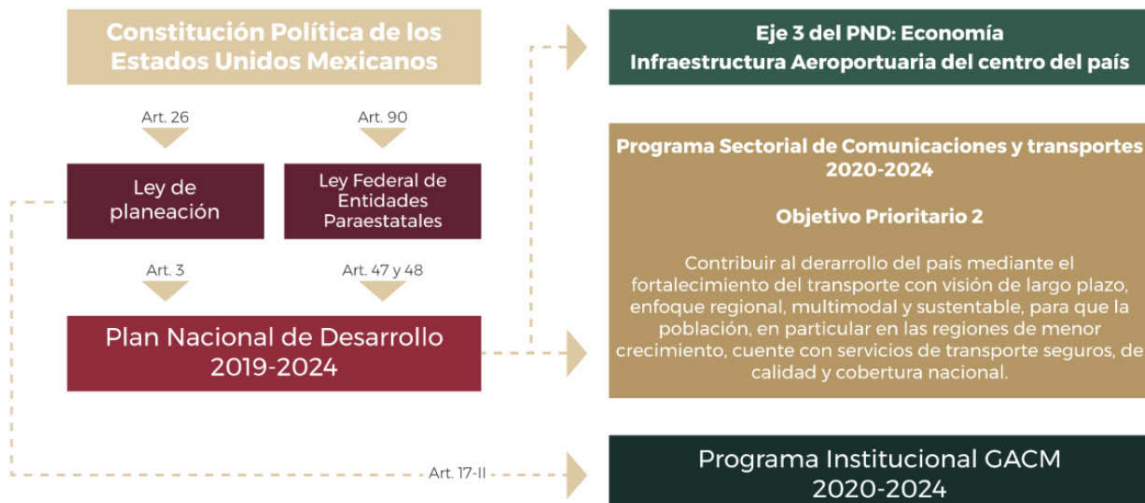 Constitución Política de los
Estados Unidos Mexicanos
Art. 26
Art. 90
Ley de
planeación
Ley Federal de
Entidades
Paraestatales
Art. 3
Art. 47 y 48
Plan Nacional de Desarrollo
2019-2024
Art. 17-II
Eje 3 del PND: Economía
Infraestructura Aeroportuaria del centro del país
Programa Sectorial de Comunicaciones y transportes
2020-2024
Objetivo Prioritario 2
Contribuir al derarrollo del país mediante el
fortalecimiento del transporte con visión de largo plazo,
enfoque regional, multimodal y sustentable, para que la
población, en particular en las regiones de menor
crecimiento, cuente con servicios de transporte seguros, de
calidad y cobertura nacional.
Programa Institucional GACM
2020-2024